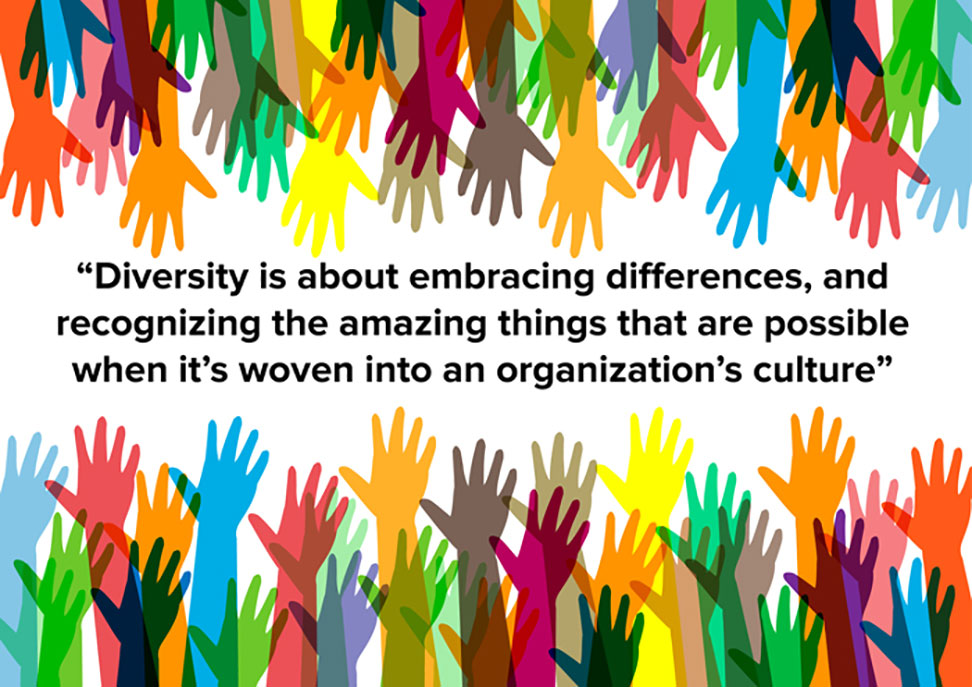 “Diversity is about embracing differences, and
recognizing the amazing things that are possible
when it’s woven into an organization’s culture”